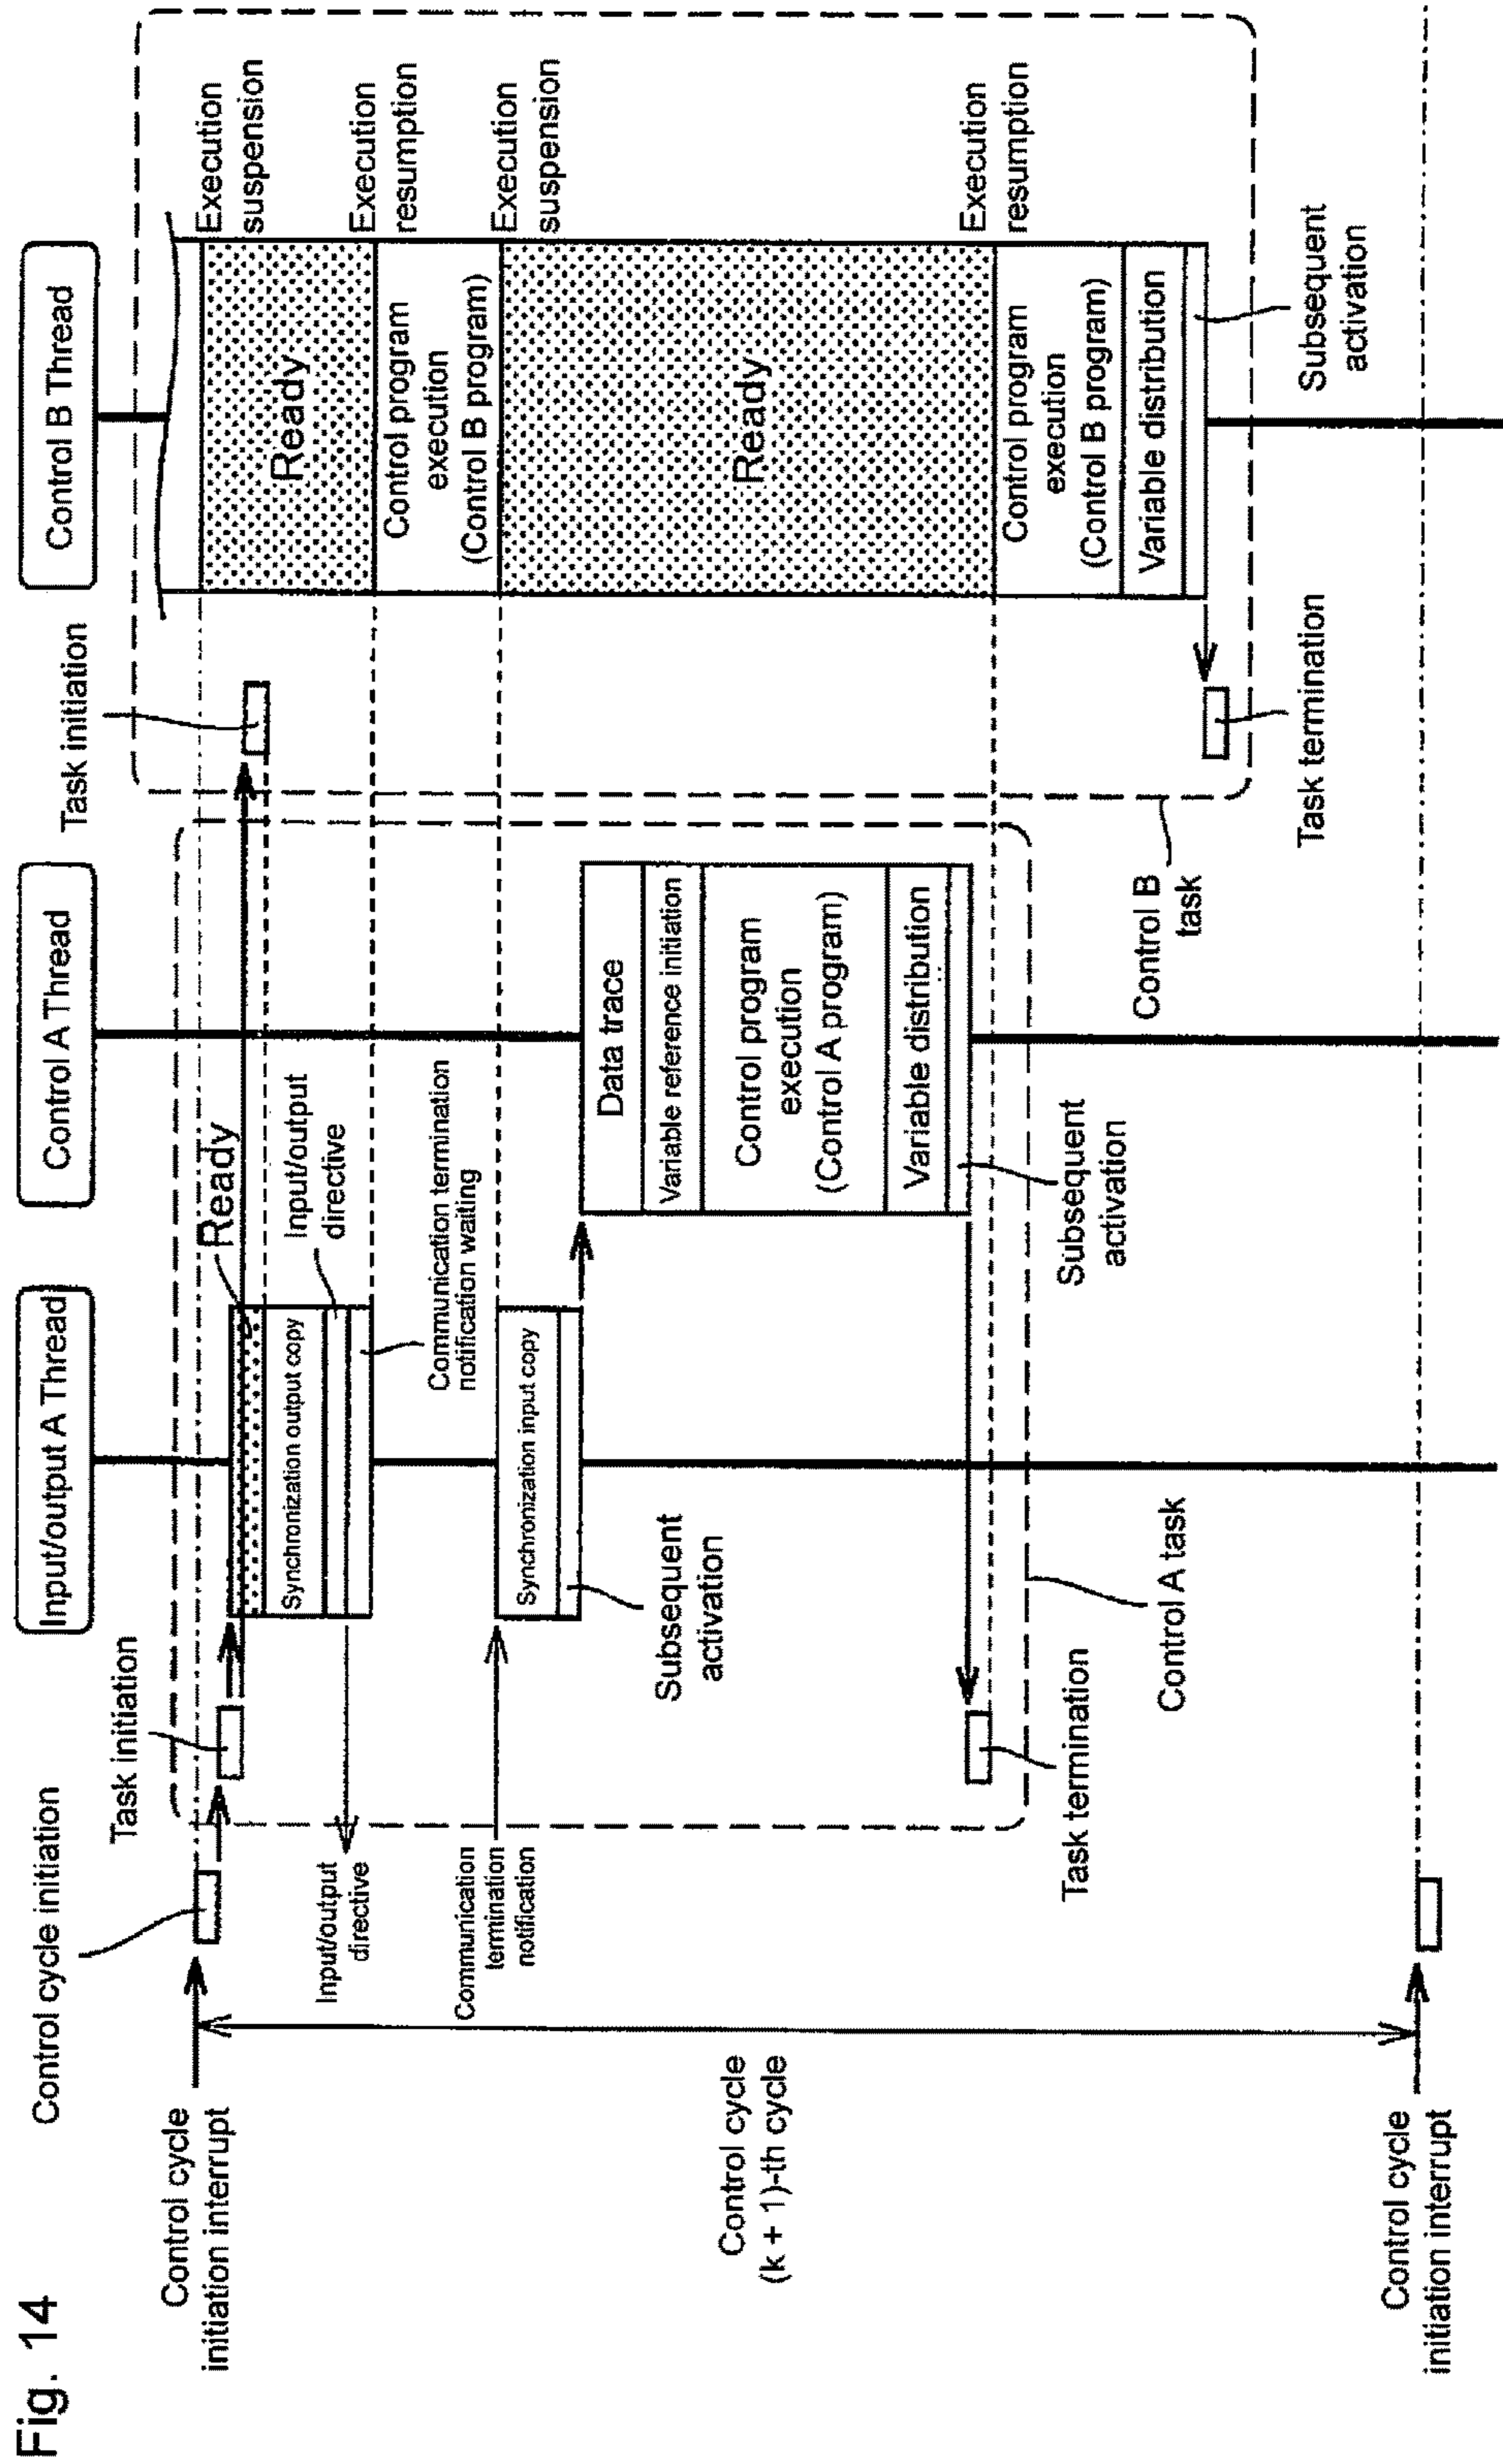 Fig. 14
Control cycle initiation
Control cycle
initiation interrupt
Task initiation
Input/output A Thread
Control A Thread
Control B Thread
Task initiation
Ready
Synchronization output copy
Input/output
directive
Communication termination
notification waiting
Input/output
directive
Communication
termination
notification
Synchronization input copy
Subsequent
activation
Data trace
Variable reference initiation
Control program
execution
(Control A program)
Variable distribution
Subsequent
activation
Task termination
Control A task
Execution
suspension
Ready
Execution
resumption
Control program
execution
(Control B program)
Execution
suspension
Ready
Execution
resumption
Control program
execution
(Control B program)
Variable distribution
Subsequent
activation
Control B
task
Task termination
Control cycle
(k + 1)-th cycle
Control cycle
initiation interrupt